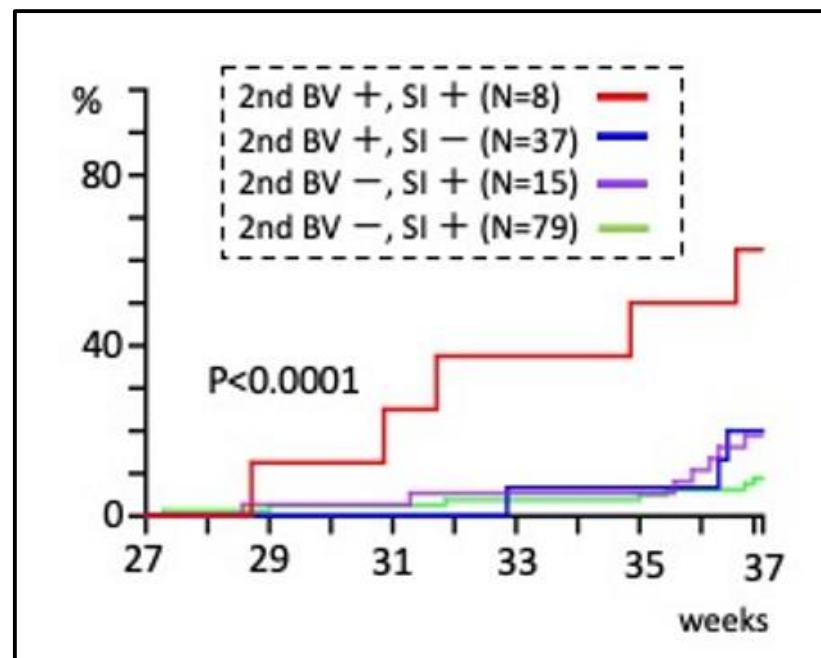 %
2nd BV +, SI + (N=8)
2nd BV +, SI − (N=37)
2nd BV −, SI + (N=15)
2nd BV −, SI + (N=79)
80
40
P<0.0001
0
27 29 31 33 35 37
weeks